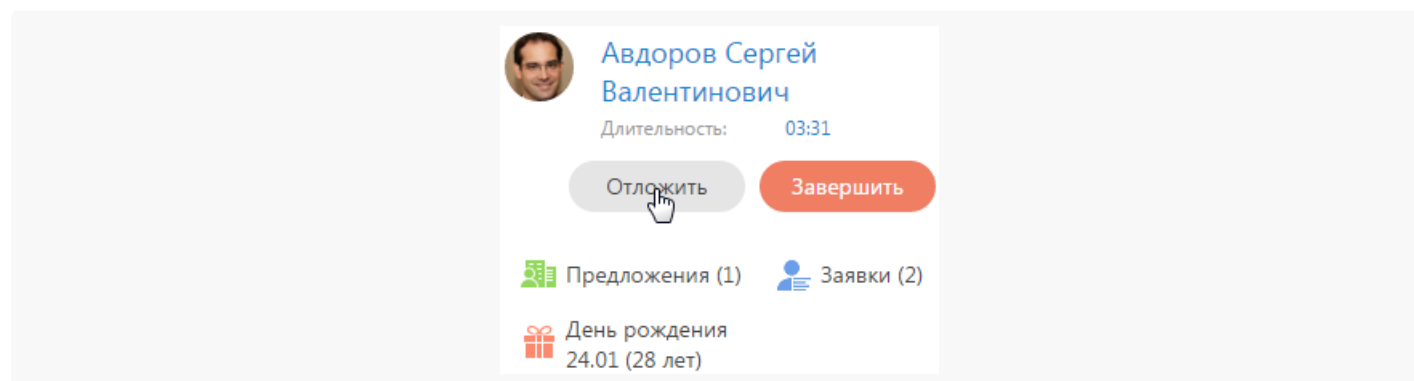 Авдоров Сергей
Валентинович
Длительность: 03:31
Отложить Завершить
Предложения (1) Заявки (2)
День рождения
24.01 (28 лет)